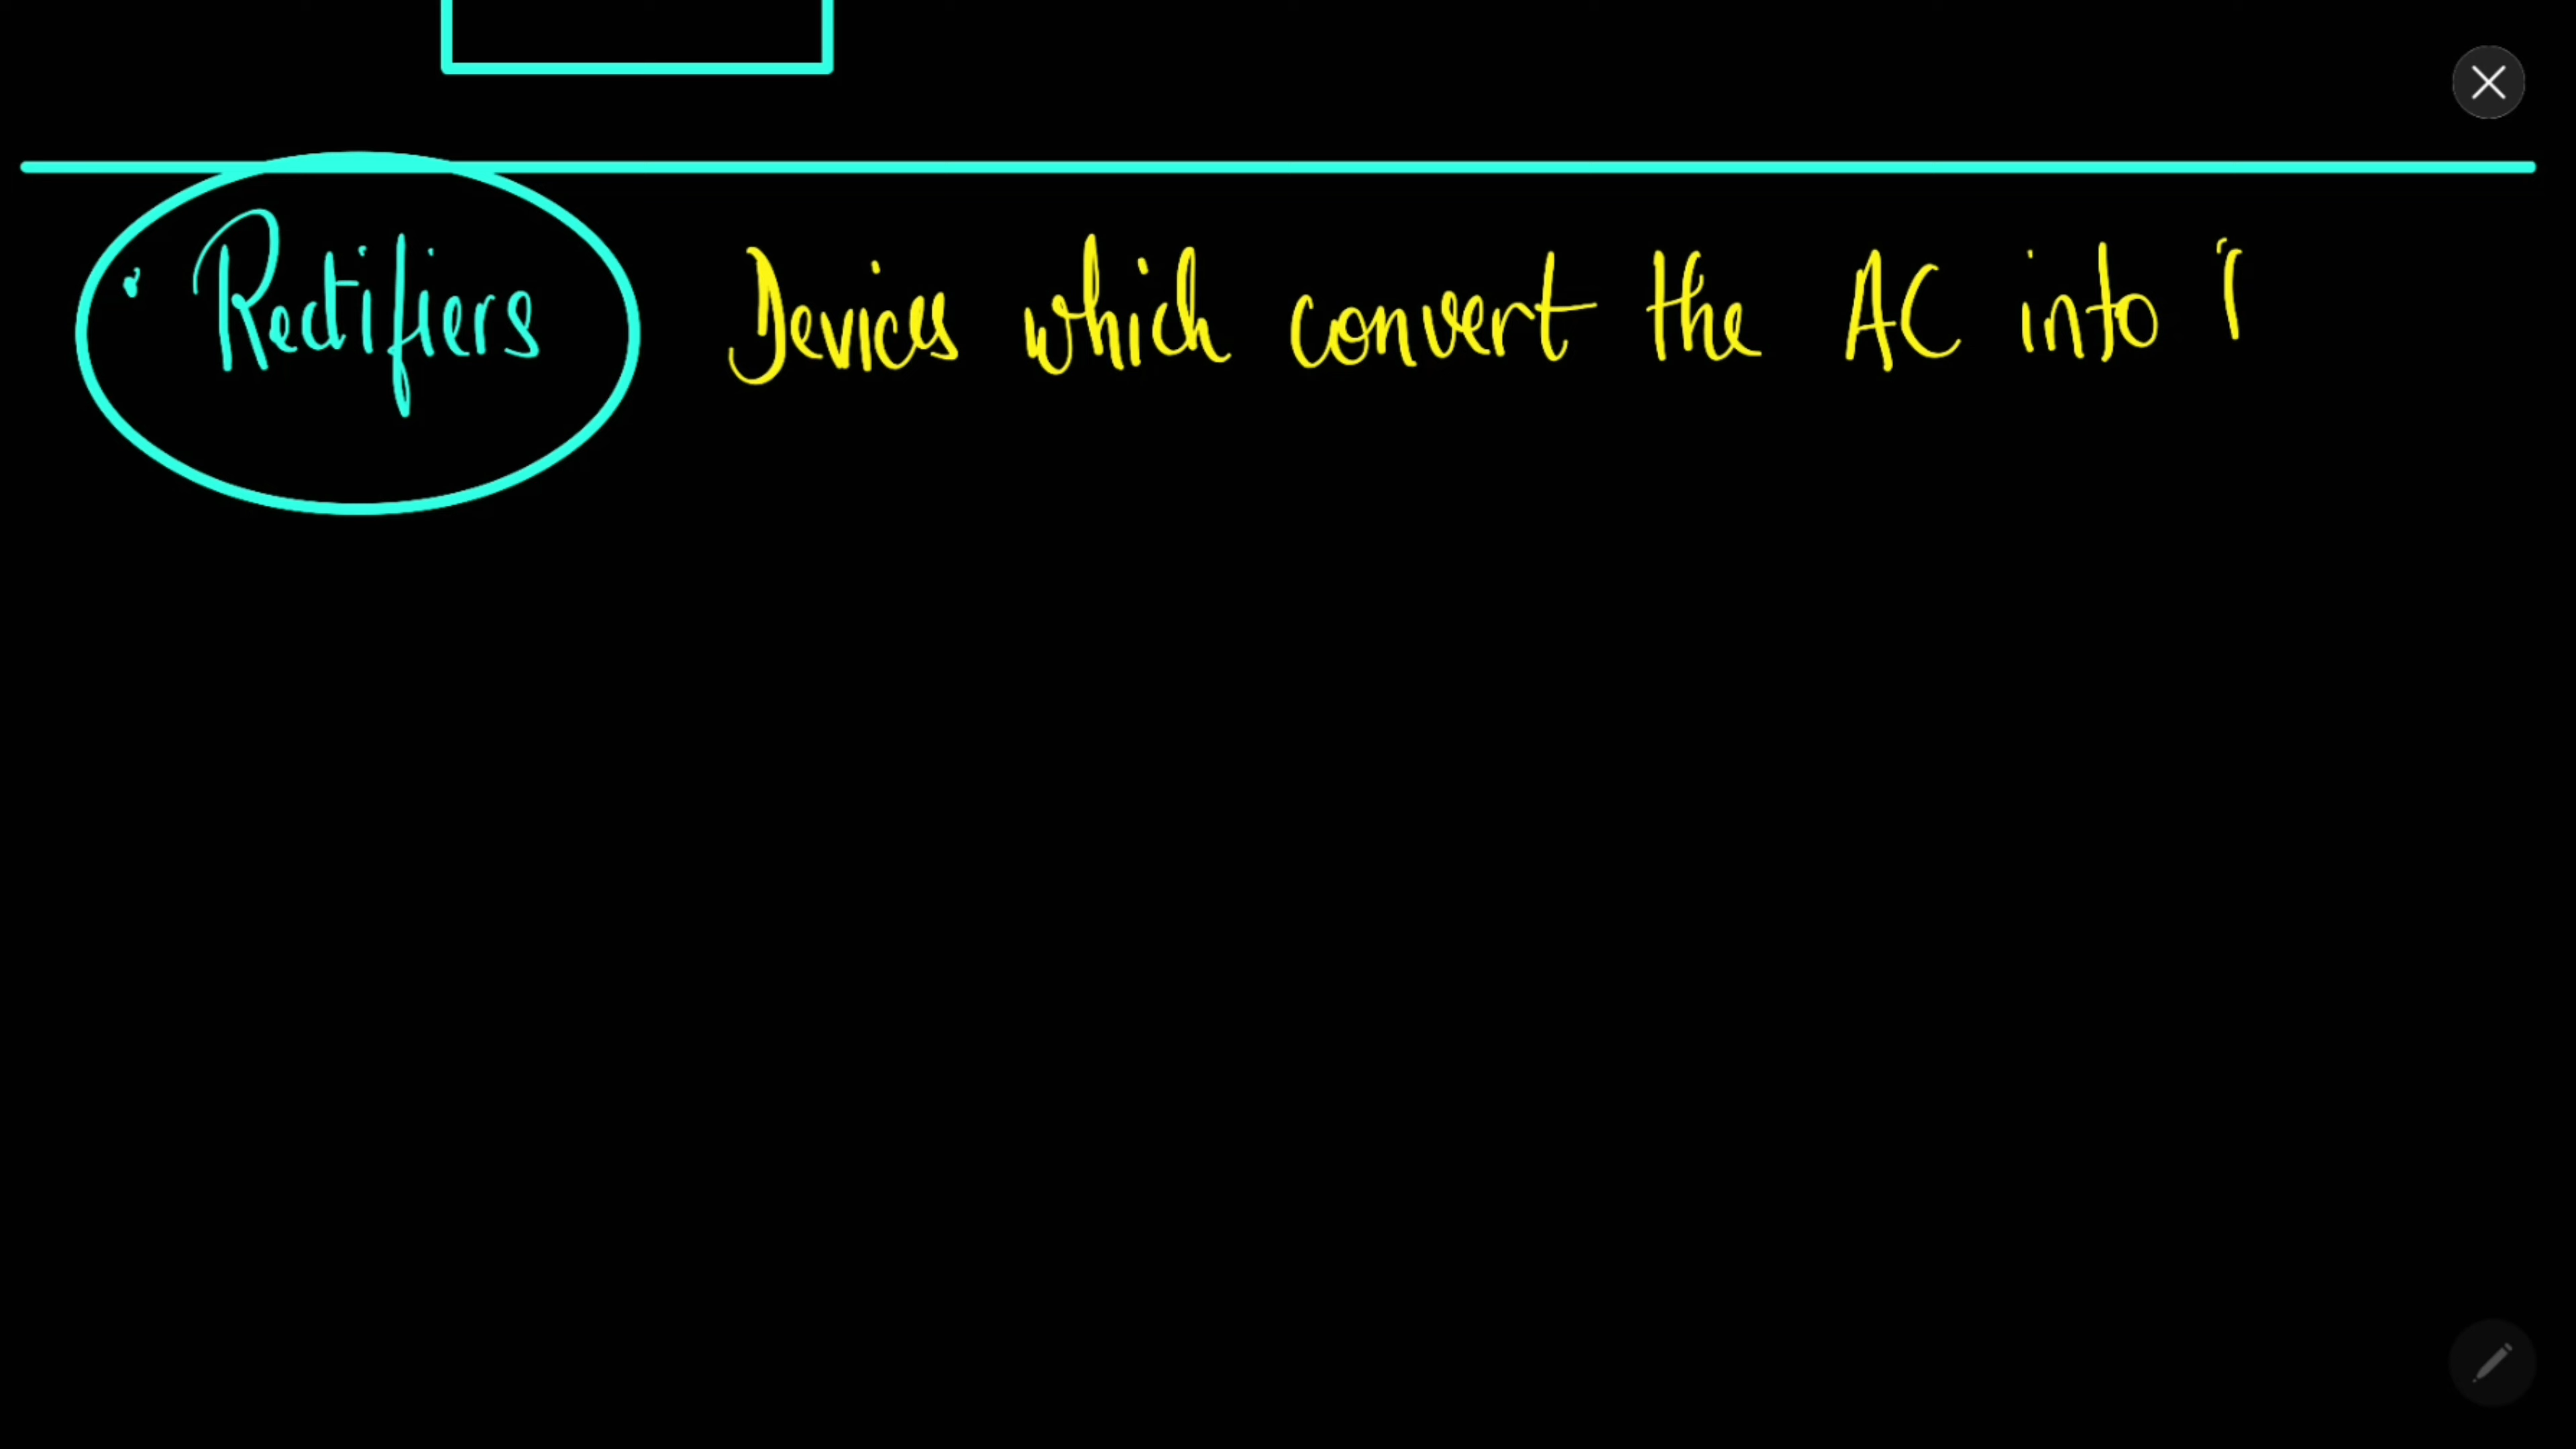 Rectifiers Devices which convert the AC into